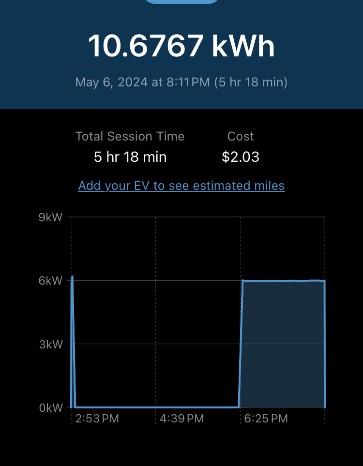 10.6767 kWh
May 6, 2024 at 8:11 PM (5 hr 18 min)
Total Session Time Cost
5 hr 18 min $2.03
Add your EV to see estimated miles
9kW
6kW
3kW
0kW
2:53 PM 4:39 PM 6:25 PM